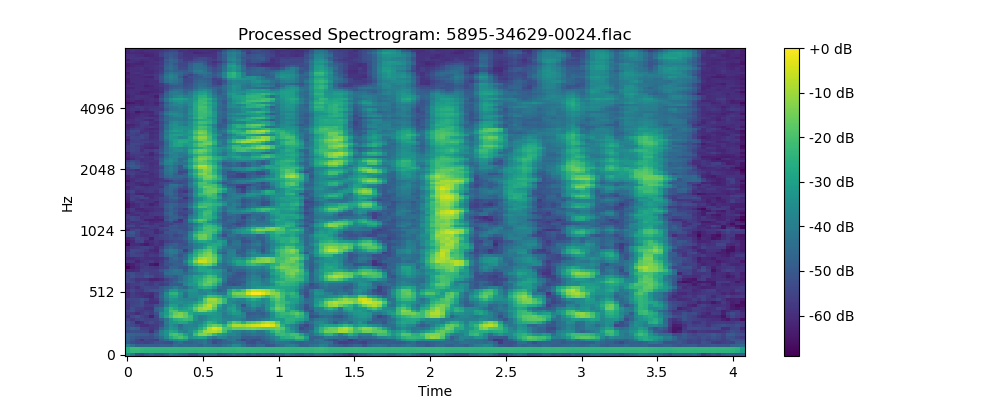 Processed Spectrogram: 5895-34629-0024.flac
+0 dB
4096
-10 dB
-20 dB
2048
-30 dB
Hz
1024
-40 dB
-50 dB
512
-60 dB
0
0 0.5 1 1.5 2 2.5 3 3.5 4
Time